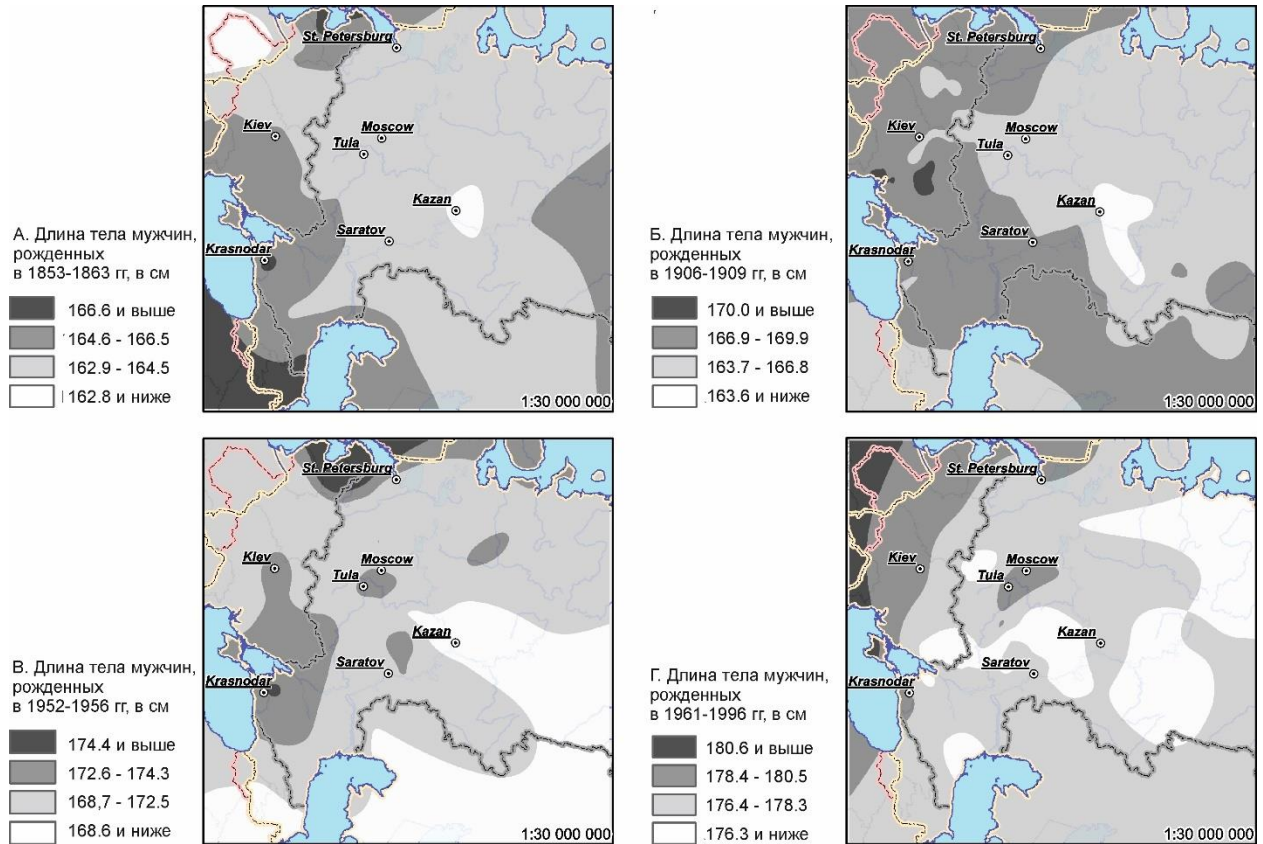 St. Petersburg
Kiev
Moscow
Tula
Kazan
Saratov
Krasnodar
А. Длина тела мужчин,
рожденных
в 1853-1863 гг, в см
166.6 и выше
164.6 - 166.5
162.9 - 164.5
162.8 и ниже
1:30 000 000
St. Petersburg
Kiev
Moscow
Tula
Kazan
Saratov
Krasnodar
Б. Длина тела мужчин,
рожденных
в 1906-1909 гг, в см
170.0 и выше
166.9 - 169.9
163.7 - 166.8
163.6 и ниже
1:30 000 000
St. Petersburg
Kiev
Moscow
Tula
Kazan
Saratov
Krasnodar
В. Длина тела мужчин,
рожденных
в 1952-1956 гг, в см
174.4 и выше
172.6 - 174.3
168,7 - 172.5
168.6 и ниже
1:30 000 000
St. Petersburg
Kiev
Moscow
Tula
Kazan
Saratov
Krasnodar
Г. Длина тела мужчин,
рожденных
в 1961-1996 гг, в см
180.6 и выше
178.4 - 180.5
176.4 - 178.3
176.3 и ниже
1:30 000 000